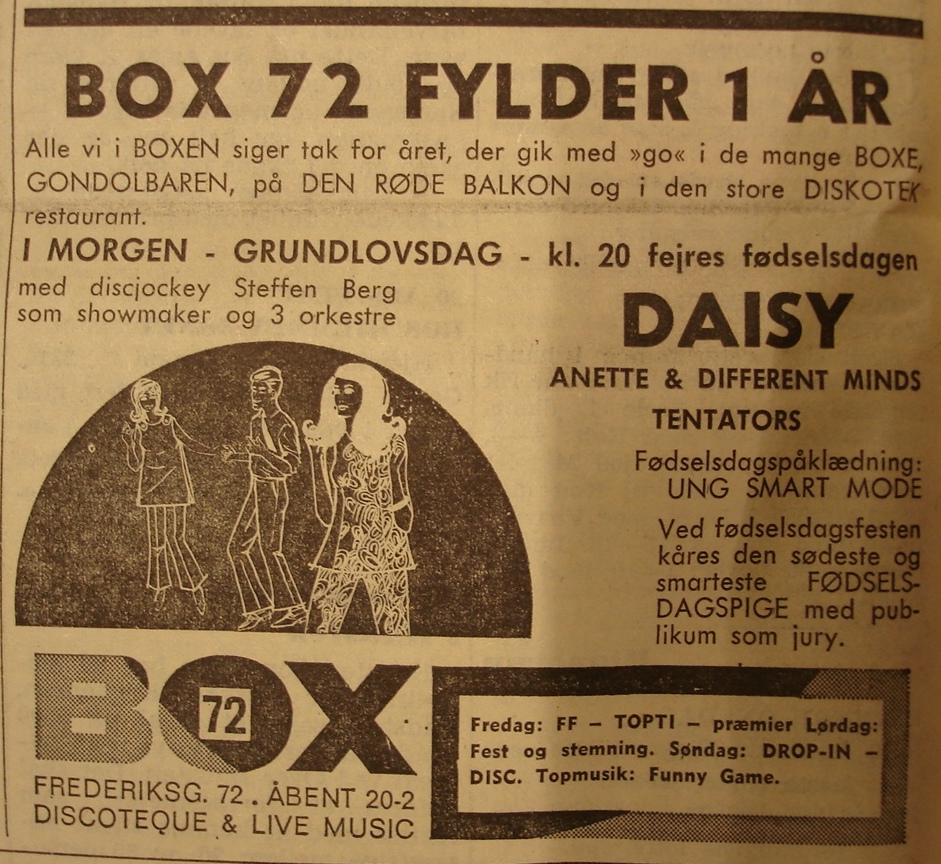 BOX 72 FYLDER 1 ÅR
Alle vi i BOXEN siger tak for året, der gik med »go« i de mange BOXE,
GONDOLBAREN, på DEN RØDE BALKON og i den store DISKOTEK
restaurant.
I MORGEN - GRUNDLOVSDAG - kl. 20 fejres fødselsdagen
med discjockey Steffen Berg
som showmaker og 3 orkestre
DAISY
ANETTE & DIFFERENT MINDS
TENTATORS
Fødselsdagspåklædning:
UNG SMART MODE
Ved fødselsdagsfesten
kåres den sødeste og
smarteste FØDSELS-
DAGSPIGE med pub-
likum som jury.
BOX
72
FREDERIKSG. 72 . ÅBENT 20-2
DISCOTEQUE & LIVE MUSIC
Fredag: FF – TOPTI – præmier Lørdag:
Fest og stemning. Søndag: DROP-IN –
DISC. Topmusik: Funny Game.